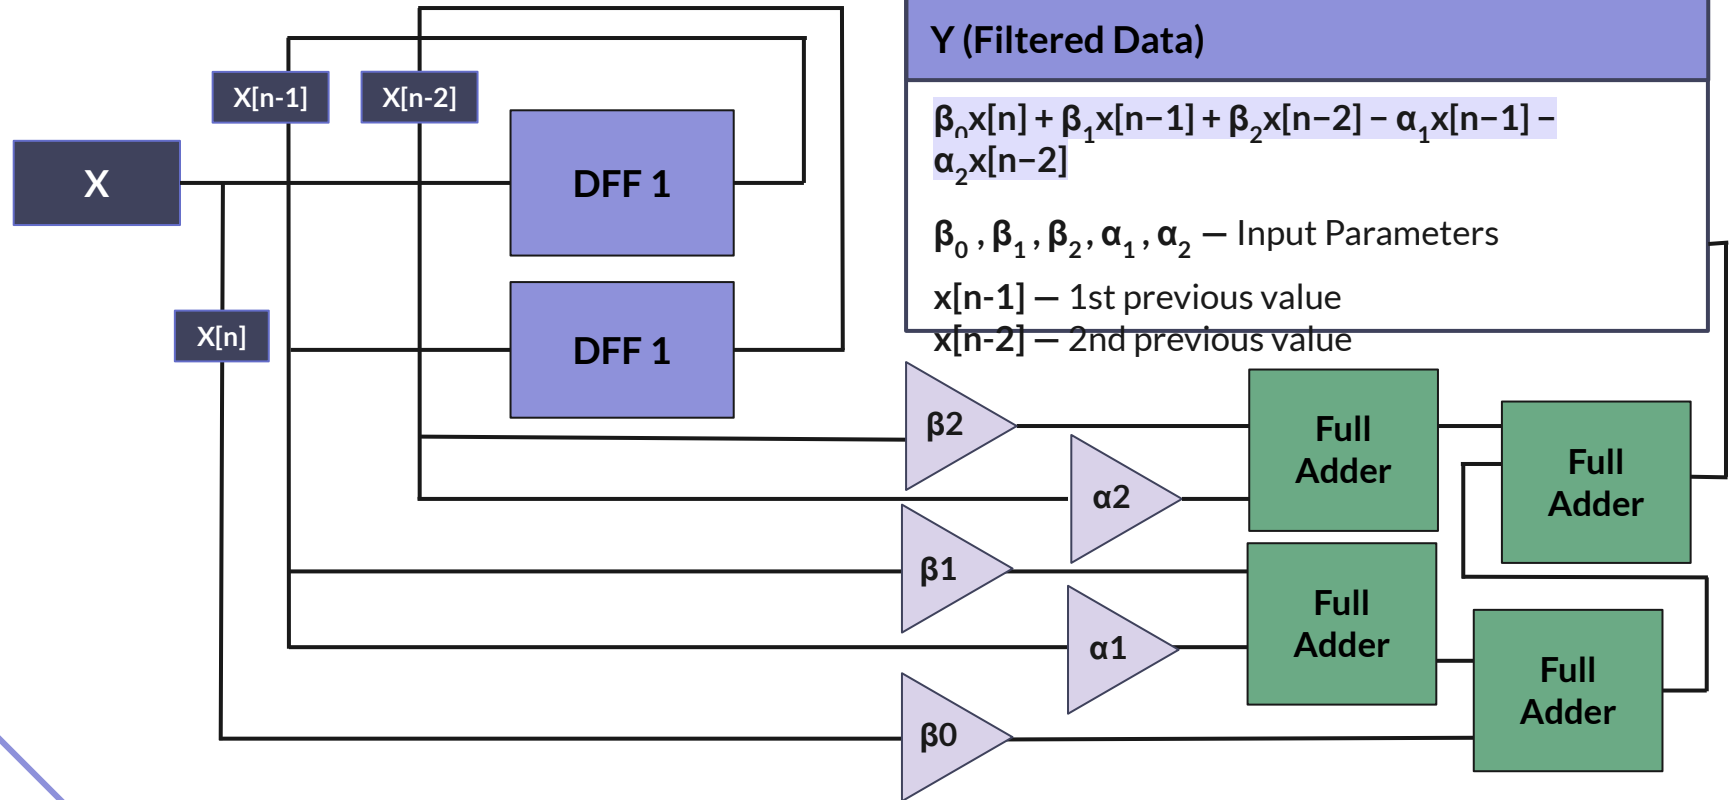 Y (Filtered Data)
X[n-1]
X[n-2]
β₀x[n] + β₁x[n−1] + β₂x[n−2] − α₁x[n−1] −
α₂x[n−2]
X
DFF 1
β₀ , β₁ , β₂ , α₁ , α₂ — Input Parameters
x[n-1] — 1st previous value
x[n-2] — 2nd previous value
X[n]
DFF 1
β2
Full
Adder
Full
Adder
α2
β1
Full
Adder
α1
Full
Adder
β0